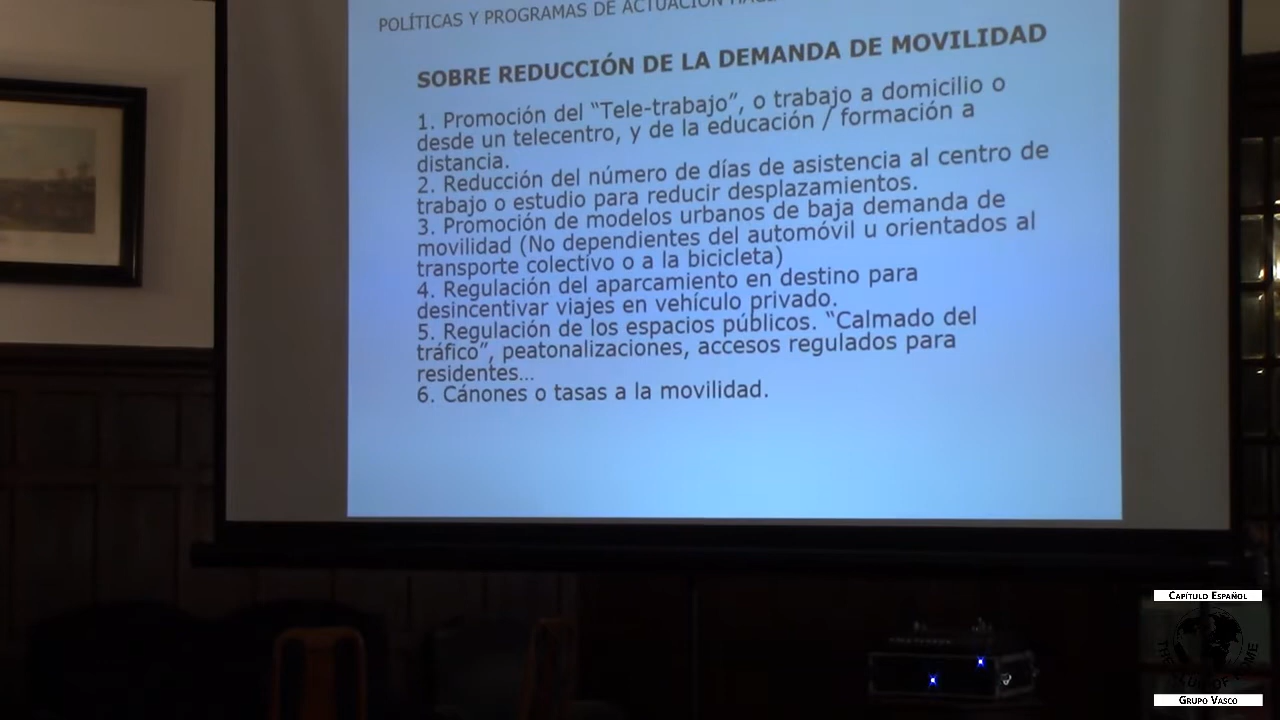 POLÍTICAS Y PROGRAMAS DE ACTUACIÓN
SOBRE REDUCCIÓN DE LA DEMANDA DE MOVILIDAD
1. Promoción del “Tele-trabajo”, o trabajo a domicilio o
desde un telecentro, y de la educación / formación a
distancia.
2. Reducción del número de días de asistencia al centro de
trabajo o estudio para reducir desplazamientos.
3. Promoción de modelos urbanos de baja demanda de
movilidad (No dependientes del automóvil u orientados al
transporte colectivo o a la bicicleta)
4. Regulación del aparcamiento en destino para
desincentivar viajes en vehículo privado.
5. Regulación de los espacios públicos. “Calmado del
tráfico”, peatonalizaciones, accesos regulados para
residentes...
6. Cánones o tasas a la movilidad.
Capítulo Español
Grupo Vasco